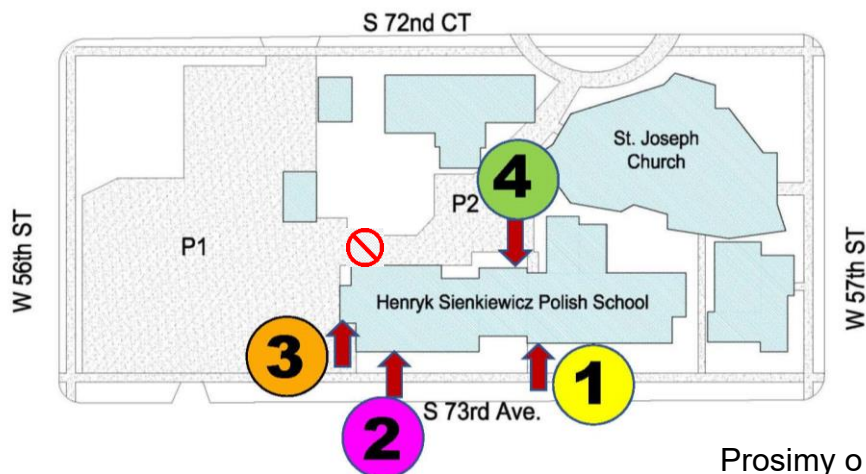 S 72nd CT
St. Joseph
Church
4
P2
W 56th ST
P1
W 57th ST
Henryk Sienkiewicz Polish School
3
1
2
S 73rd Ave.
Prosimy o